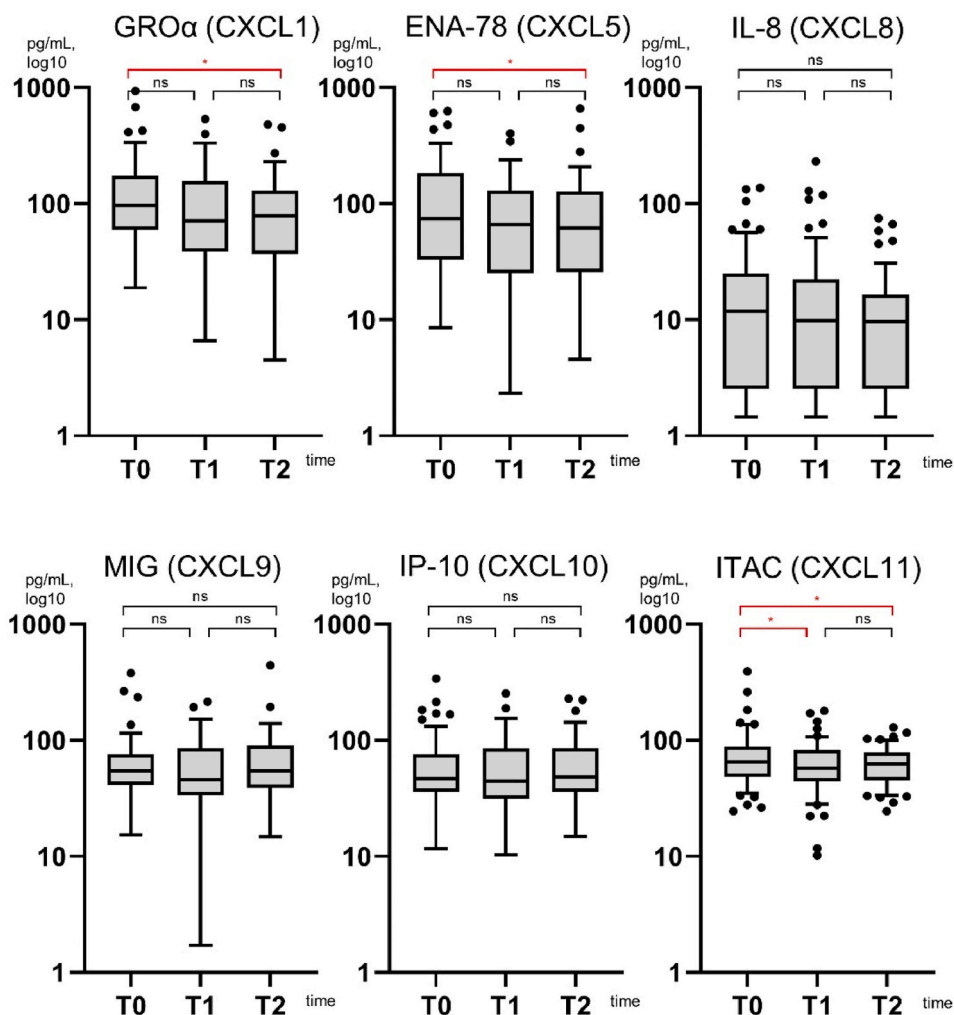 GROα (CXCL1)
pg/mL,
log10
*
ns ns
1000
100
10
1
T0 T1 T2 time
ENA-78 (CXCL5)
pg/mL,
log10
*
ns ns
1000
100
10
1
T0 T1 T2 time
IL-8 (CXCL8)
pg/mL,
log10
ns
ns ns
1000
100
10
1
T0 T1 T2 time
MIG (CXCL9)
pg/mL,
log10
ns
ns ns
1000
100
10
1
T0 T1 T2 time
IP-10 (CXCL10)
pg/mL,
log10
ns
ns ns
1000
100
10
1
T0 T1 T2 time
ITAC (CXCL11)
pg/mL,
log10
*
* ns
1000
100
10
1
T0 T1 T2 time